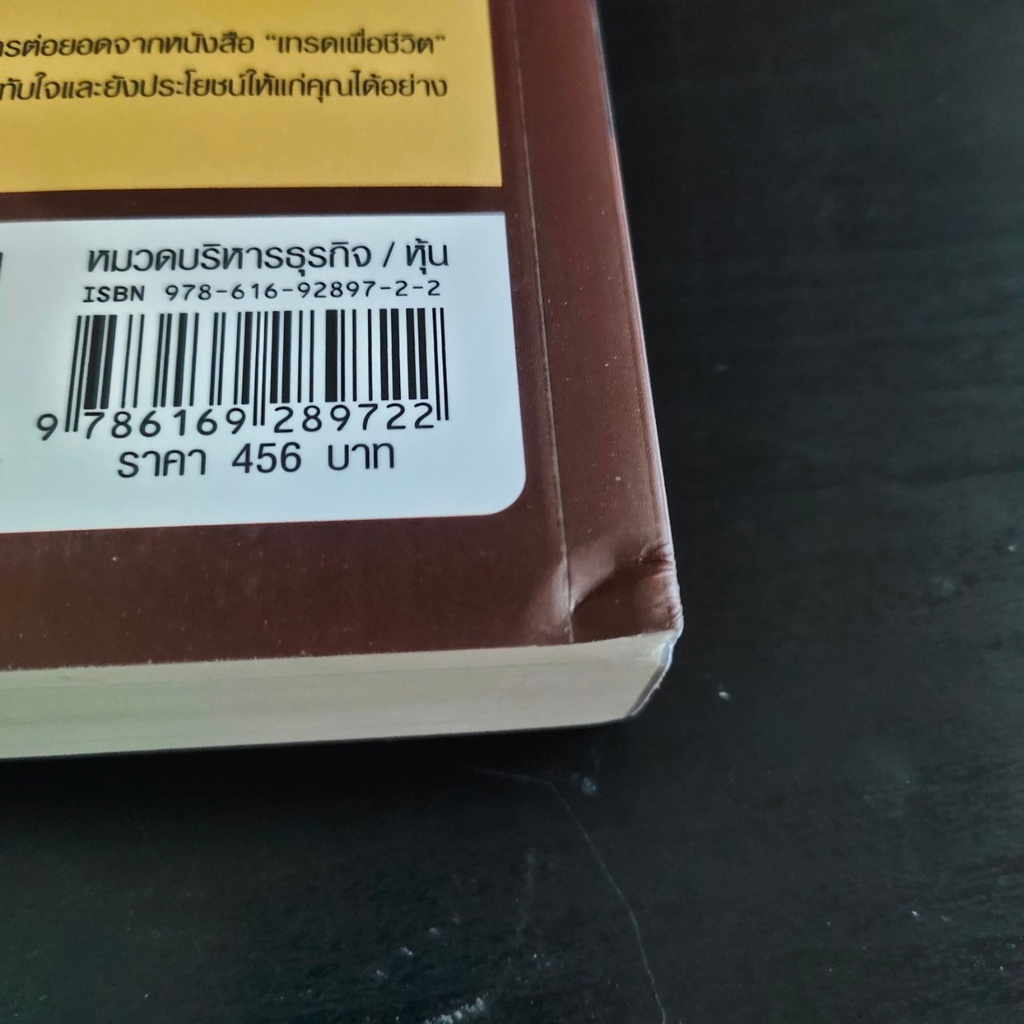 รต่อยอดจากหนังสือ "เทรดเพื่อชีวิต"
ทับใจและยังประโยชน์ให้แก่คุณได้อย่าง
หมวดบริหารธุรกิจ / หุ้น
ISBN 978-616-92897-2-2
9 786169 289722
ราคา 456 บาท